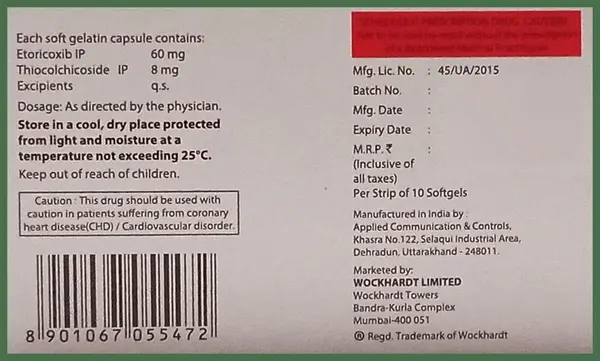 Each soft gelatin capsule contains:
Etoricoxib IP 60 mg
Thiocolchicoside IP 8 mg
Excipients q.s.
Dosage: As directed by the physician.
Store in a cool, dry place protected
from light and moisture at a
temperature not exceeding 25°C.
Keep out of reach of children.
Caution : This drug should be used with
caution in patients suffering from coronary
heart disease(CHD) / Cardiovascular disorder.
8 901067 055472
Mfg. Lic. No. : 45/UA/2015
Batch No. :
Mfg. Date :
Expiry Date :
M.R.P. ₹ :
(Inclusive of
all taxes)
Per Strip of 10 Softgels
Manufactured in India by :
Applied Communication & Controls,
Khasra No.122, Selaqui Industrial Area,
Dehradun, Uttarakhand - 248011.
Marketed by:
WOCKHARDT LIMITED
Wockhardt Towers
Bandra-Kurla Complex
Mumbai-400 051
® Regd. Trademark of Wockhardt